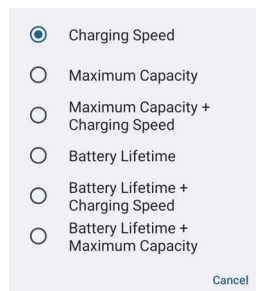 Charging Speed
Maximum Capacity
Maximum Capacity +
Charging Speed
Battery Lifetime
Battery Lifetime +
Charging Speed
Battery Lifetime +
Maximum Capacity
Cancel